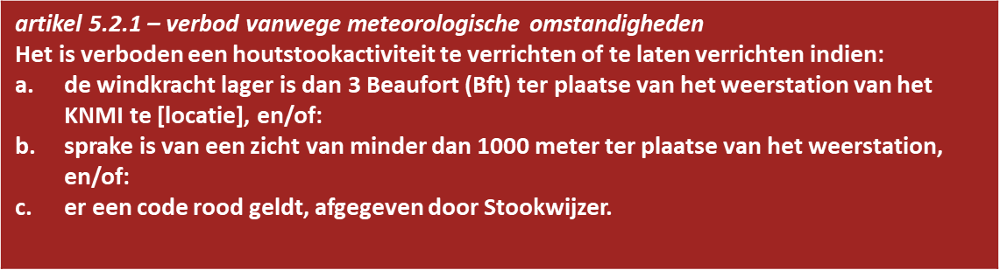 artikel 5.2.1 – verbod vanwege meteorologische omstandigheden
Het is verboden een houtstookactiviteit te verrichten of te laten verrichten indien:
a. de windkracht lager is dan 3 Beaufort (Bft) ter plaatse van het weerstation van het
KNMI te [locatie], en/of:
b. sprake is van een zicht van minder dan 1000 meter ter plaatse van het weerstation,
en/of:
c. er een code rood geldt, afgegeven door Stookwijzer.